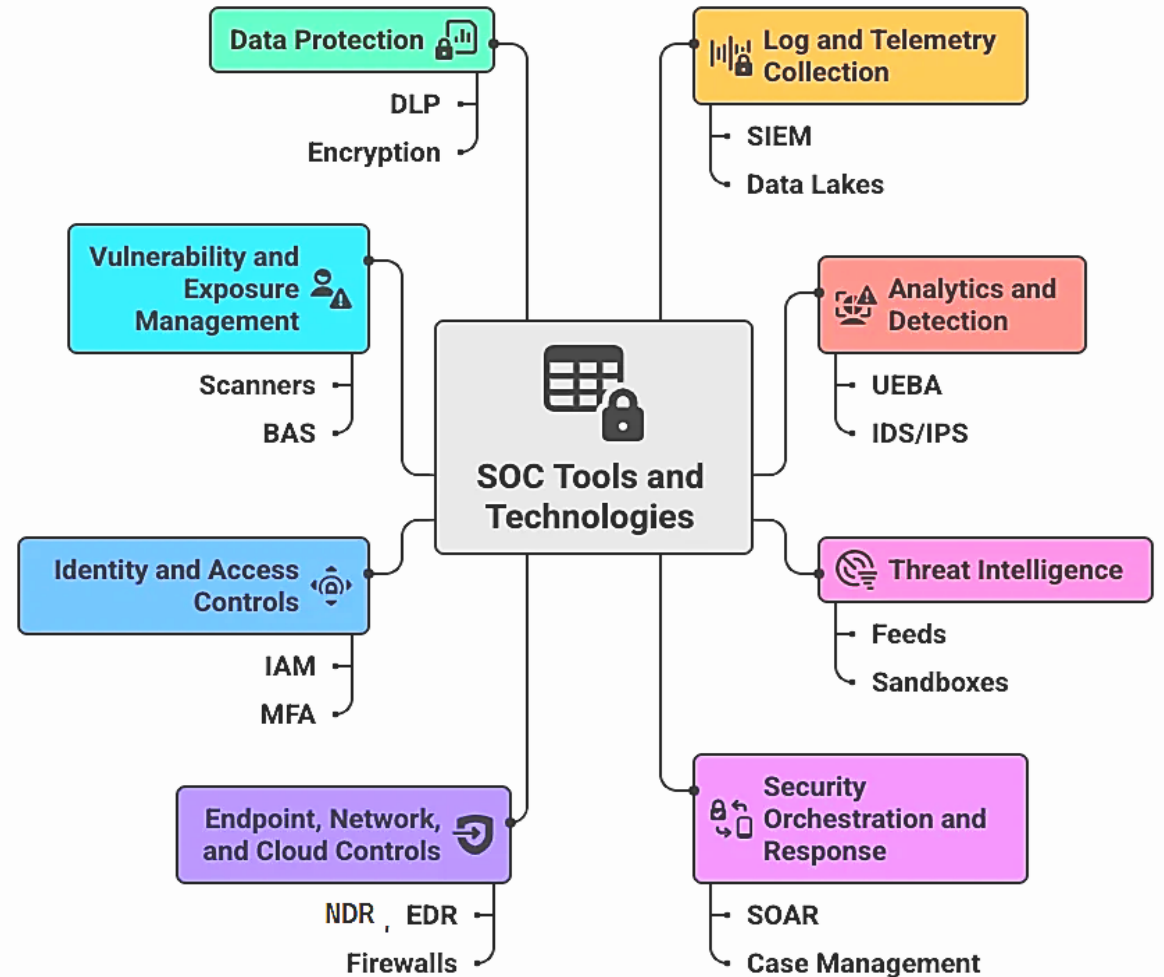 Data Protection
DLP
Encryption
Log and Telemetry
Collection
SIEM
Data Lakes
Vulnerability and
Exposure
Management
Scanners
BAS
Analytics and
Detection
UEBA
IDS/IPS
SOC Tools and
Technologies
Identity and Access
Controls
IAM
MFA
Threat Intelligence
Feeds
Sandboxes
Endpoint, Network,
and Cloud Controls
NDR , EDR
Firewalls
Security
Orchestration and
Response
SOAR
Case Management